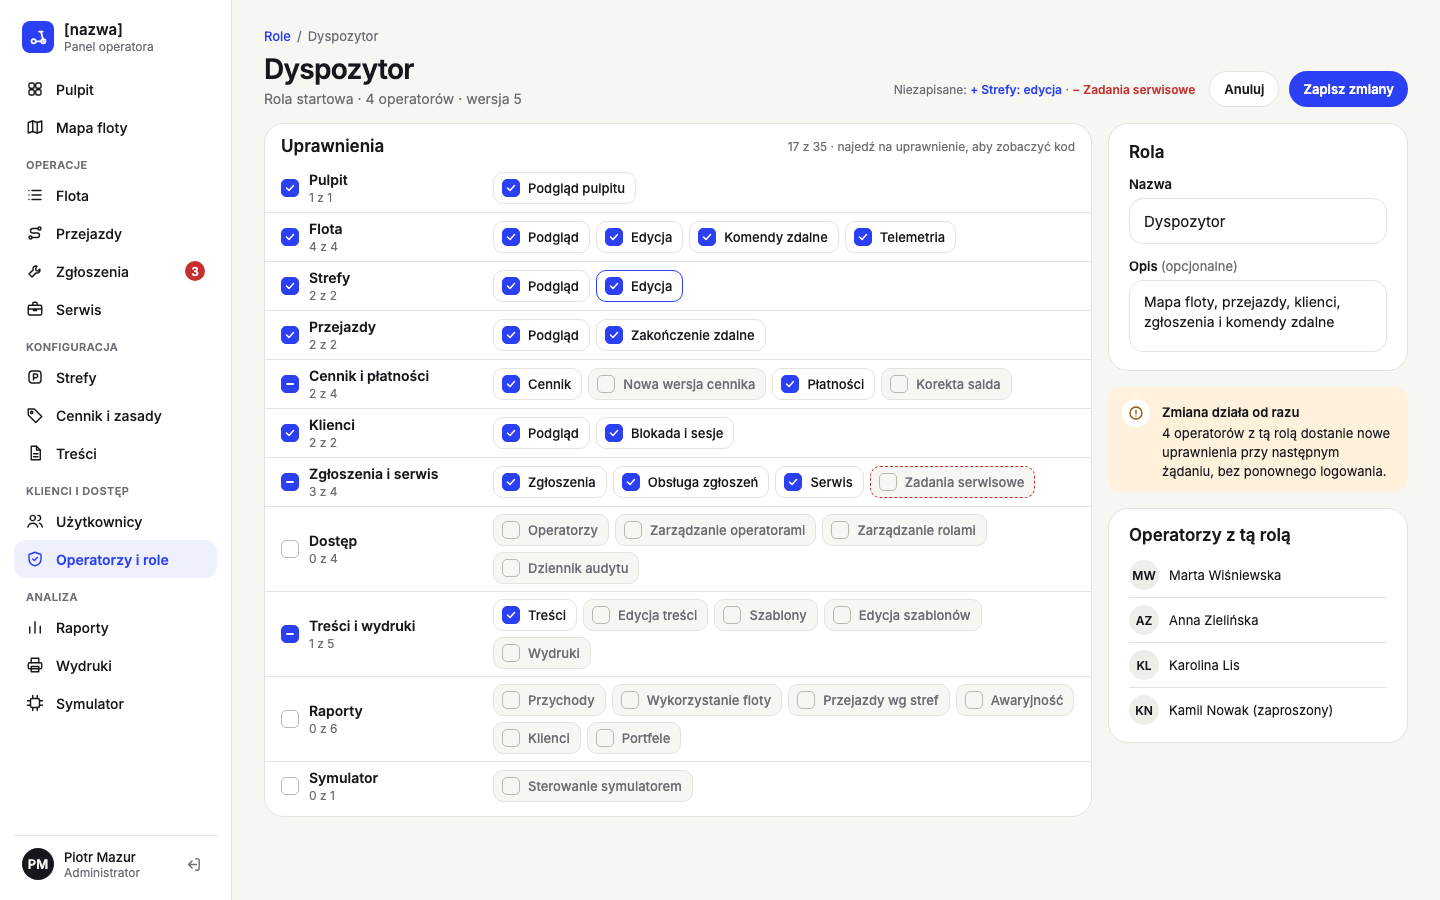 [nazwa]
Panel operatora
Pulpit
Mapa floty
OPERACJE
Flota
Przejazdy
Zgłoszenia 3
Serwis
KONFIGURACJA
Strefy
Cennik i zasady
Treści
KLIENCI I DOSTĘP
Użytkownicy
Operatorzy i role
ANALIZA
Raporty
Wydruki
Symulator
PM
Piotr Mazur
Administrator
Role / Dyspozytor
Dyspozytor
Rola startowa · 4 operatorów · wersja 5
Niezapisane: + Strefy: edycja · − Zadania serwisowe
Anuluj
Zapisz zmiany
Uprawnienia
17 z 35 · najedź na uprawnienie, aby zobaczyć kod
Pulpit
1 z 1
Podgląd pulpitu
Flota
4 z 4
Podgląd Edycja Komendy zdalne Telemetria
Strefy
2 z 2
Podgląd Edycja
Przejazdy
2 z 2
Podgląd Zakończenie zdalne
Cennik i płatności
2 z 4
Cennik Nowa wersja cennika Płatności Korekta salda
Klienci
2 z 2
Podgląd Blokada i sesje
Zgłoszenia i serwis
3 z 4
Zgłoszenia Obsługa zgłoszeń Serwis Zadania serwisowe
Dostęp
0 z 4
Operatorzy Zarządzanie operatorami Zarządzanie rolami
Dziennik audytu
Treści i wydruki
1 z 5
Treści Edycja treści Szablony Edycja szablonów
Wydruki
Raporty
0 z 6
Przychody Wykorzystanie floty Przejazdy wg stref Awaryjność
Klienci Portfele
Symulator
0 z 1
Sterowanie symulatorem
Rola
Nazwa
Dyspozytor
Opis (opcjonalne)
Mapa floty, przejazdy, klienci,
zgłoszenia i komendy zdalne
Zmiana działa od razu
4 operatorów z tą rolą dostanie nowe
uprawnienia przy następnym
żądaniu, bez ponownego logowania.
Operatorzy z tą rolą
MW Marta Wiśniewska
AZ Anna Zielińska
KL Karolina Lis
KN Kamil Nowak (zaproszony)